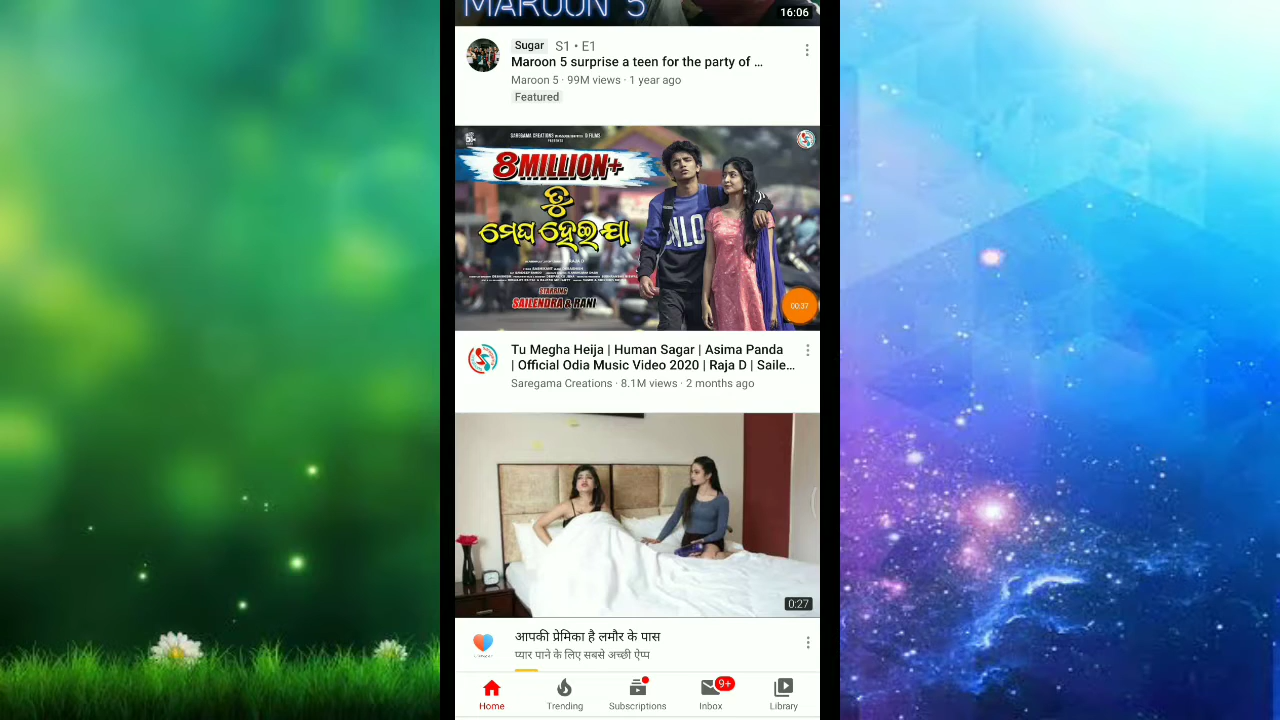 MAROON 5
16:06
Sugar S1 • E1
Maroon 5 surprise a teen for the party of …
Maroon 5 · 99M views · 1 year ago
Featured
SAREGAMA CREATIONS
PRESENTS
8MILLION+
ତୁ
ମେଘ ହେଇ ଯା
STARRING
SAILENDRA & RANI
00:37
Tu Megha Heija | Human Sagar | Asima Panda
| Official Odia Music Video 2020 | Raja D | Saile...
Saregama Creations · 8.1M views · 2 months ago
0:27
आपकी प्रेमिका है लमौर के पास
प्यार पाने के लिए सबसे अच्छी ऐप्प
9+
Home Trending Subscriptions Inbox Library